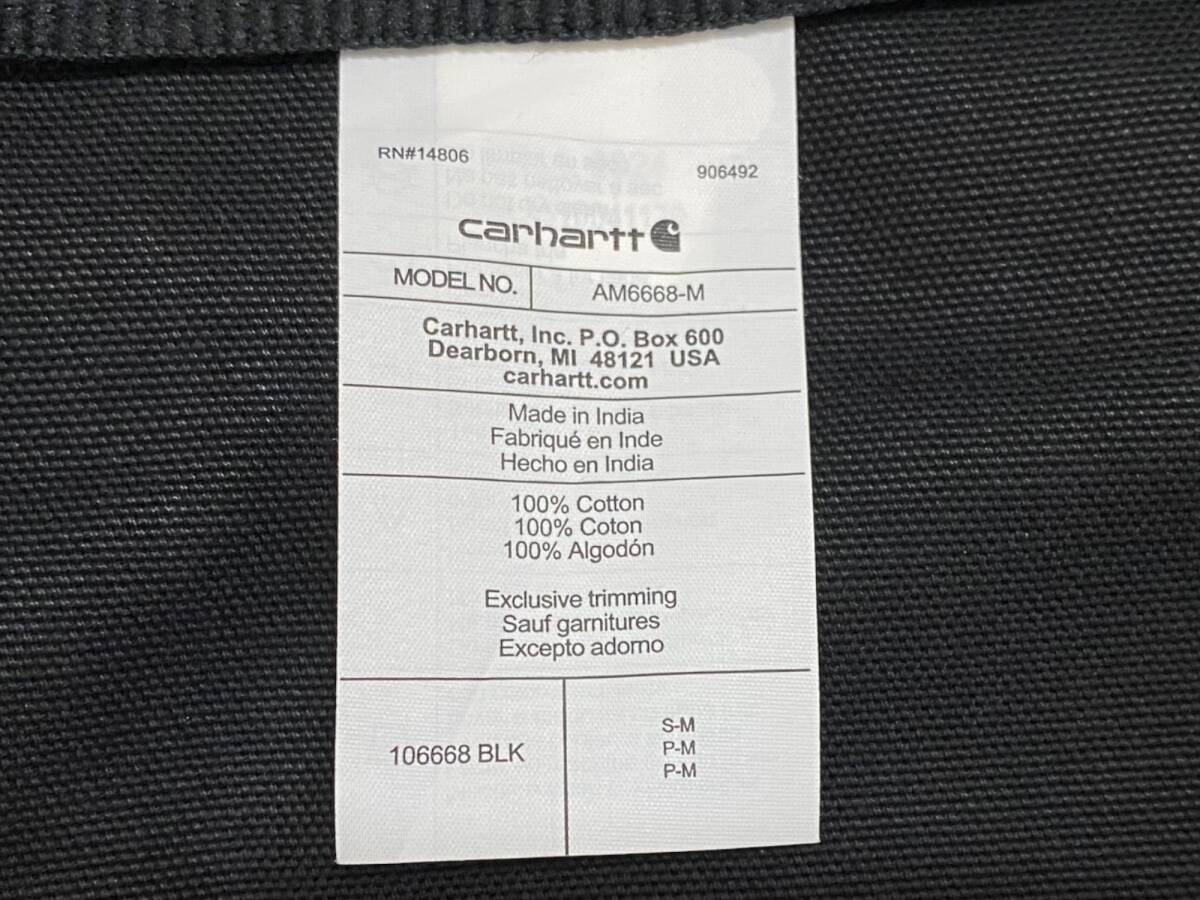 RN#14806
906492
carhartt
MODEL NO.
AM6668-M
Carhartt, Inc. P.O. Box 600
Dearborn, MI 48121 USA
carhartt.com
Made in India
Fabriqué en Inde
Hecho en India
100% Cotton
100% Coton
100% Algodón
Exclusive trimming
Sauf garnitures
Excepto adorno
106668 BLK
S-M
P-M
P-M